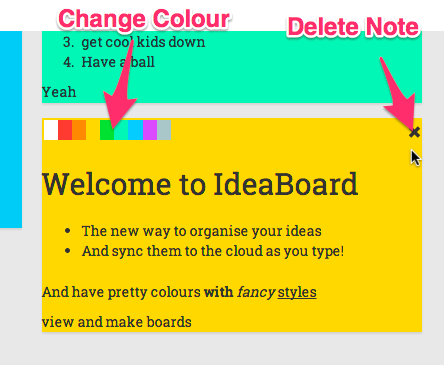 Change Colour
Delete Note
3. get cool kids down
4. Have a ball
Yeah
Welcome to IdeaBoard
• The new way to organise your ideas
• And sync them to the cloud as you type!
And have pretty colours with fancy styles
view and make boards